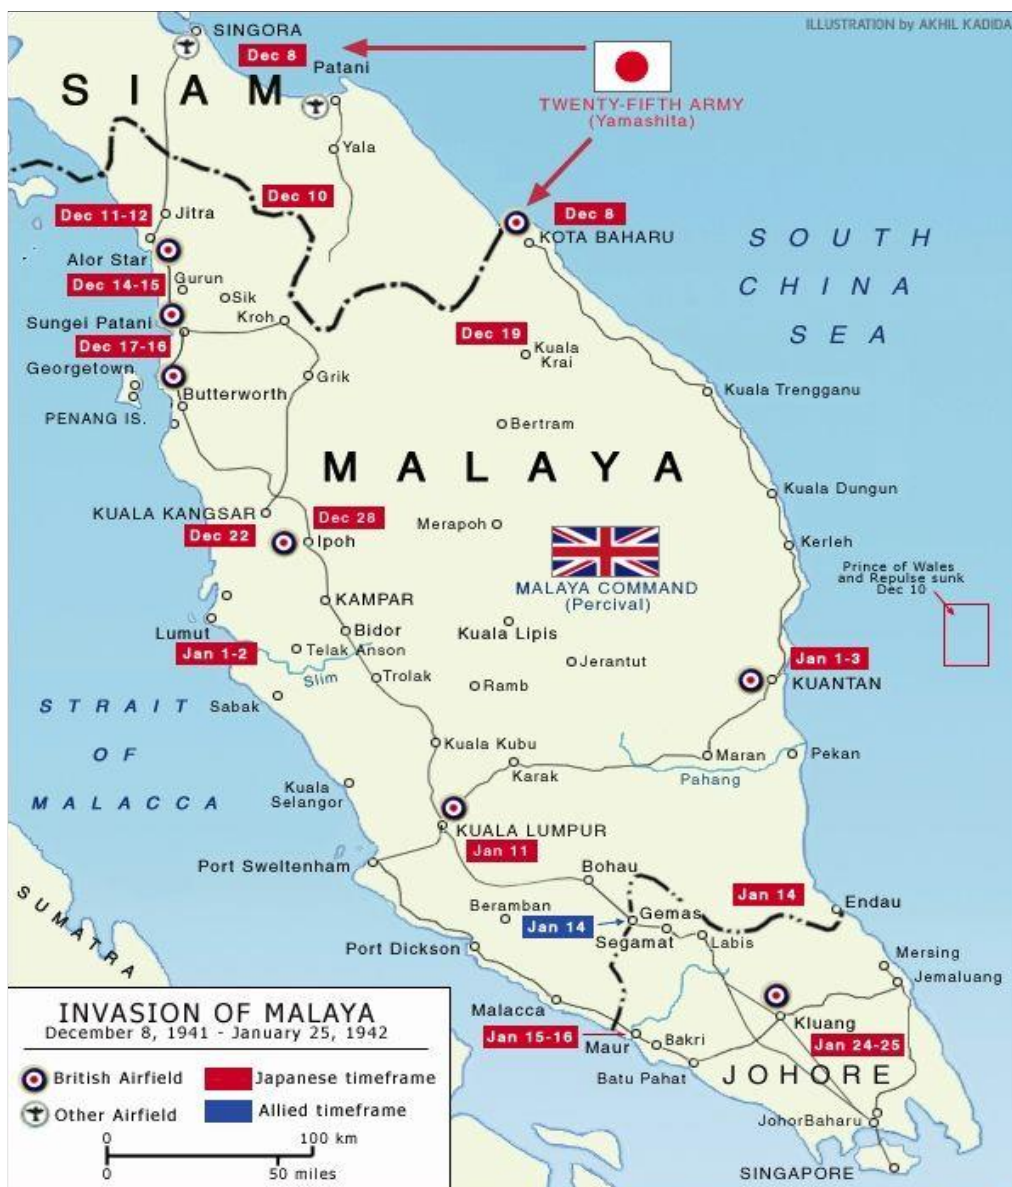 ILLUSTRATION by AKHIL KADIDA
SINGORA
Dec 8
Patani
SIAM
TWENTY-FIFTH ARMY
(Yamashita)
Yala
Dec 10
Dec 11-12
Jitra
Dec 8
KOTA BAHARU
SOUTH
CHINA
SEA
Alor Star
Gurun
Dec 14-15
Sik
Kroh
Sungei Patani
Dec 17-16
Dec 19
Kuala
Krai
Georgetown
Grik
Butterworth
Kuala Trengganu
PENANG IS.
Bertram
MALAYA
Kuala Dungun
KUALA KANGSAR
Dec 28
Merapoh
Dec 22
Ipoh
Kerleh
Prince of Wales
and Repulse sunk
Dec 10
MALAYA COMMAND
(Percival)
KAMPAR
Lumut
Bidor
Kuala Lipis
Jan 1-2
Telak Anson
Jerantut
Jan 1-3
Slim
Trolak
Ramb
KUANTAN
STRAIT
OF
MALACCA
Sabak
Kuala Kubu
Karak
Maran
Pekan
Pahang
Kuala
Selangor
KUALA LUMPUR
Jan 11
Port Sweltenham
Bohau
SUMATRA
Jan 14
Endau
Beramban
Jan 14
Gemas
Segamat
Labis
Port Dickson
Mersing
Jemaluang
Malacca
Kluang
Jan 15-16
Maur
Bakri
Jan 24-25
Batu Pahat
JOHORE
JohorBaharu
SINGAPORE
INVASION OF MALAYA
December 8, 1941 - January 25, 1942
British Airfield
Japanese timeframe
Other Airfield
Allied timeframe
0
100 km
0
50 miles